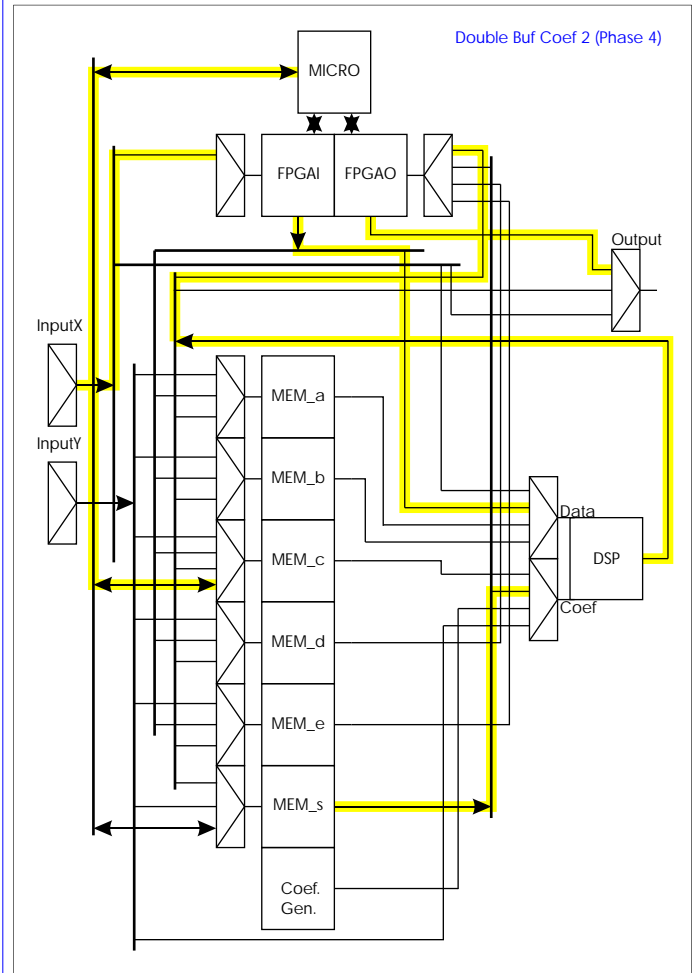 Double Buf Coef 2 (Phase 4)
MICRO
FPGAI
FPGAO
Output
InputX
MEM_a
InputY
MEM_b
Data
MEM_c
DSP
Coef
MEM_d
MEM_e
MEM_s
Coef.
Gen.